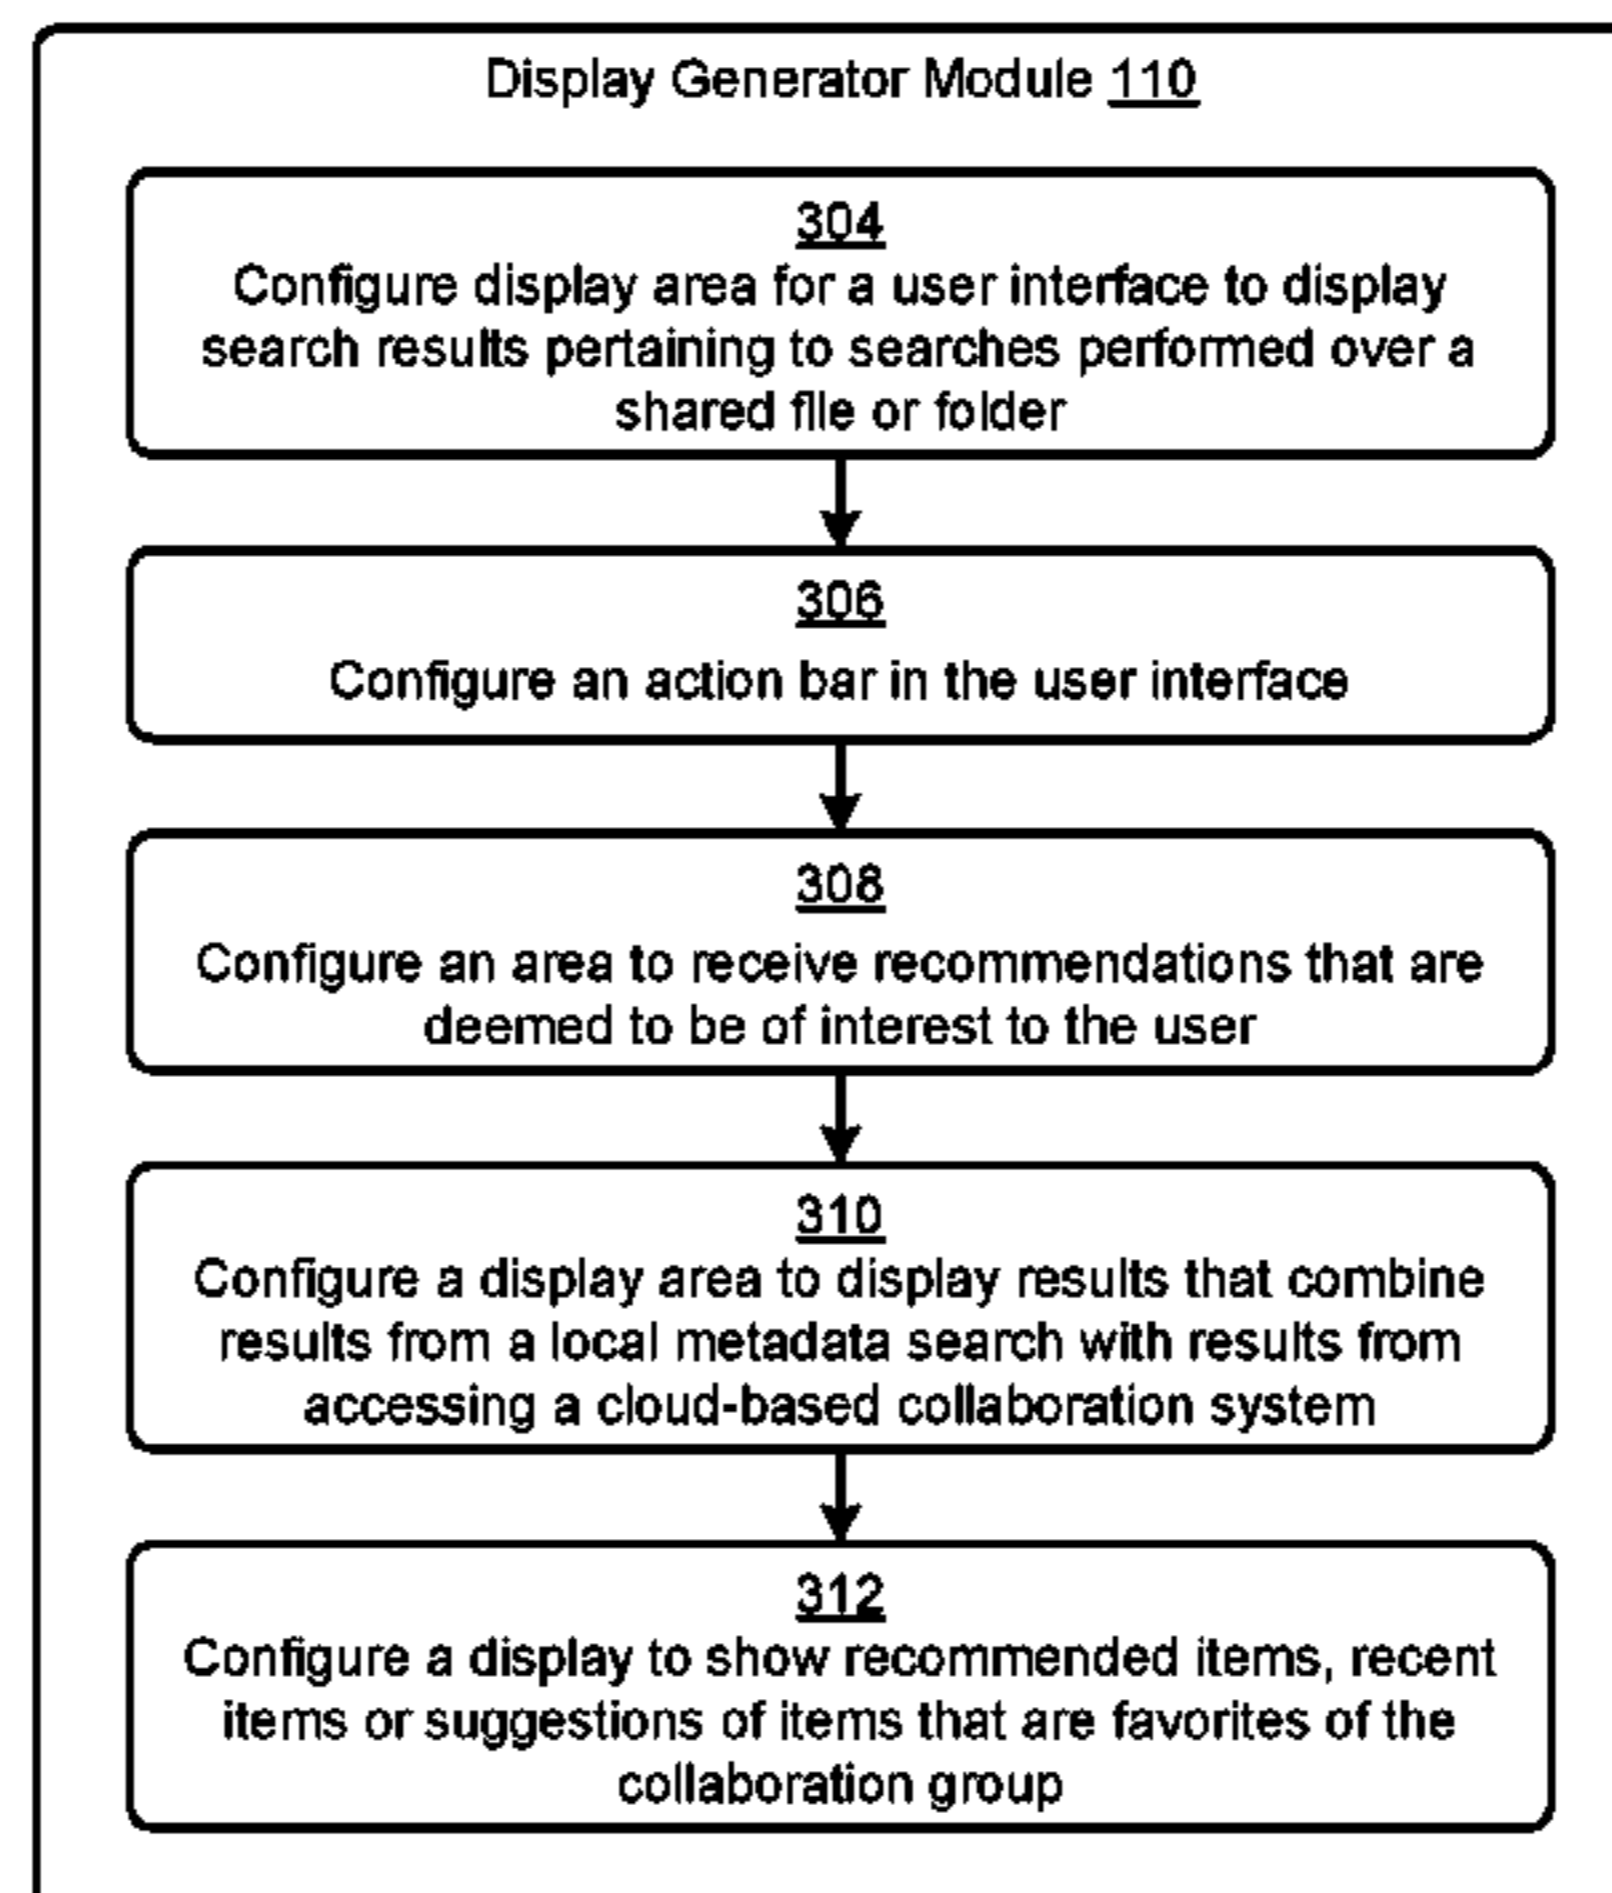 Display Generator Module 110
304
Configure display area for a user interface to display
search results pertaining to searches performed over a
shared file or folder
306
Configure an action bar in the user interface
308
Configure an area to receive recommendations that are
deemed to be of interest to the user
310
Configure a display area to display results that combine
results from a local metadata search with results from
accessing a cloud-based collaboration system
312
Configure a display to show recommended items, recent
items or suggestions of items that are favorites of the
collaboration group